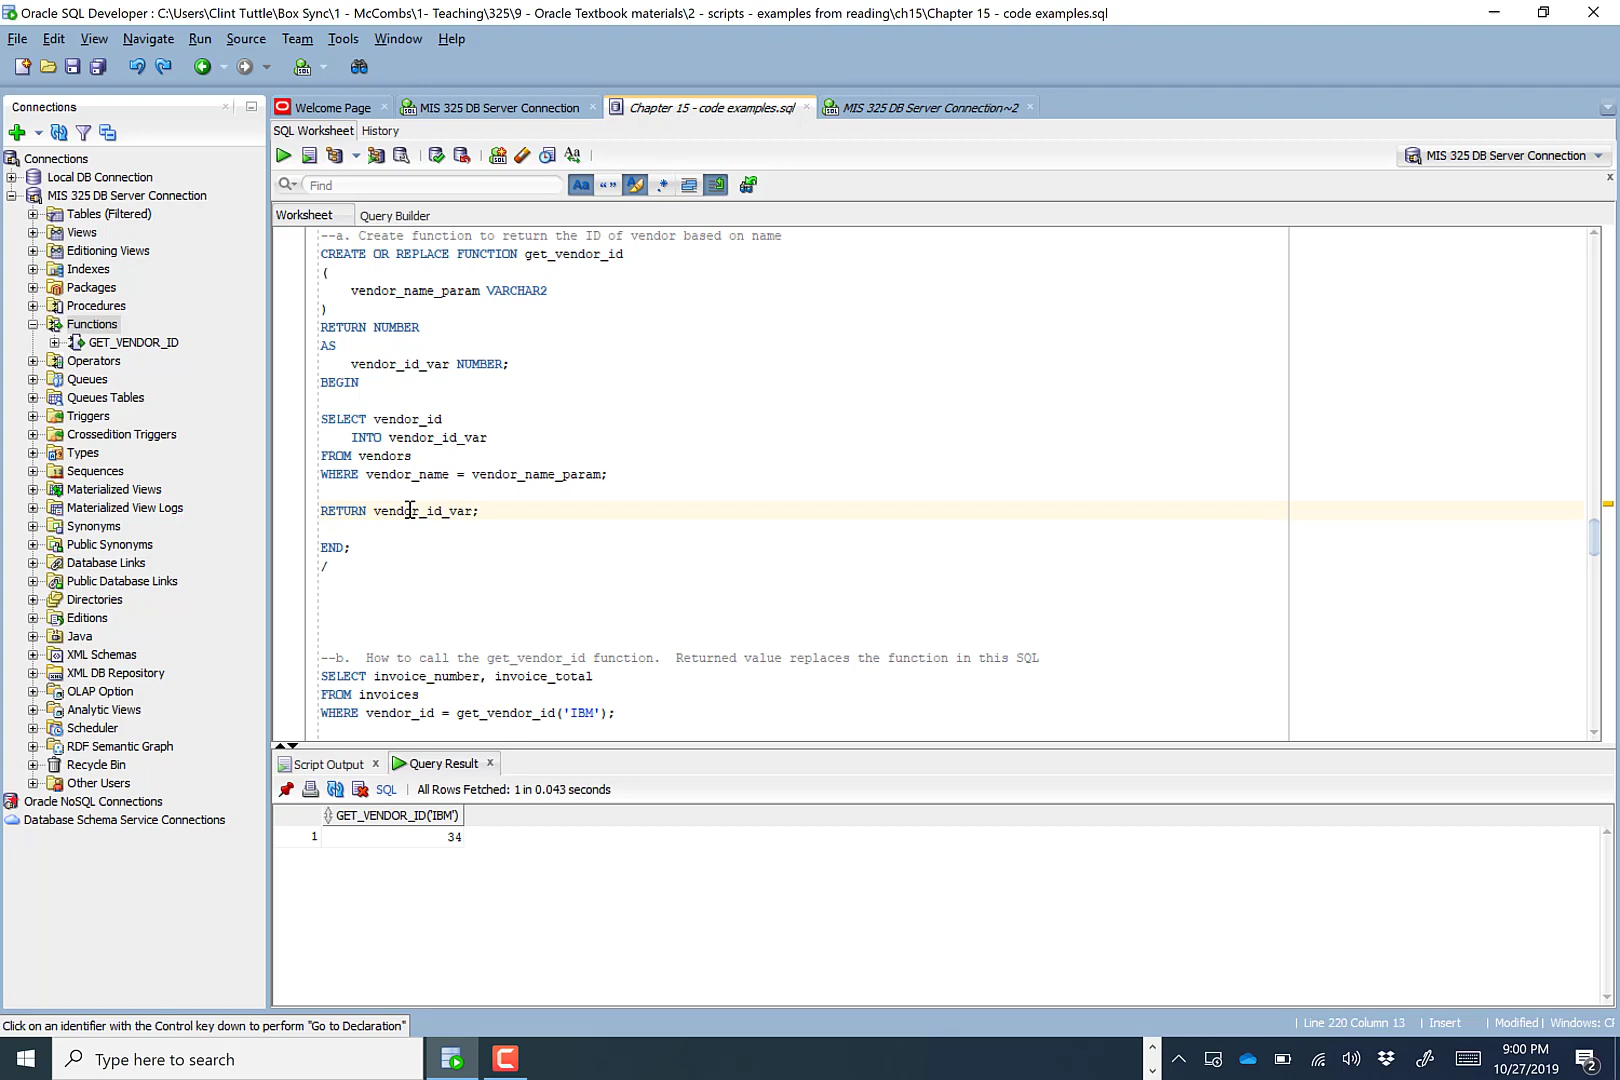 Oracle SQL Developer : C:\Users\Clint Tuttle\Box Sync\1 - McCombs\1- Teaching\325\9 - Oracle Textbook materials\2 - scripts - examples from reading\ch15\Chapter 15 - code examples.sql
File Edit View Navigate Run Source Team Tools Window Help
Connections
Welcome Page
MIS 325 DB Server Connection
Chapter 15 - code examples.sql
MIS 325 DB Server Connection~2
SQL Worksheet History
MIS 325 DB Server Connection
Find
Worksheet Query Builder
Connections
Local DB Connection
MIS 325 DB Server Connection
Tables (Filtered)
Views
Editioning Views
Indexes
Packages
Procedures
Functions
GET_VENDOR_ID
Operators
Queues
Queues Tables
Triggers
Crossedition Triggers
Types
Sequences
Materialized Views
Materialized View Logs
Synonyms
Public Synonyms
Database Links
Public Database Links
Directories
Editions
Java
XML Schemas
XML DB Repository
OLAP Option
Analytic Views
Scheduler
RDF Semantic Graph
Recycle Bin
Other Users
Oracle NoSQL Connections
Database Schema Service Connections
--a. Create function to return the ID of vendor based on name
CREATE OR REPLACE FUNCTION get_vendor_id
(
vendor_name_param VARCHAR2
)
RETURN NUMBER
AS
vendor_id_var NUMBER;
BEGIN
SELECT vendor_id
INTO vendor_id_var
FROM vendors
WHERE vendor_name = vendor_name_param;
RETURN vendor_id_var;
END;
/
--b. How to call the get_vendor_id function. Returned value replaces the function in this SQL
SELECT invoice_number, invoice_total
FROM invoices
WHERE vendor_id = get_vendor_id('IBM');
Script Output
Query Result
SQL | All Rows Fetched: 1 in 0.043 seconds
GET_VENDOR_ID('IBM')
1 34
Click on an identifier with the Control key down to perform "Go to Declaration"
Line 220 Column 13 | Insert | Modified | Windows: CF
Type here to search
9:00 PM
10/27/2019
2